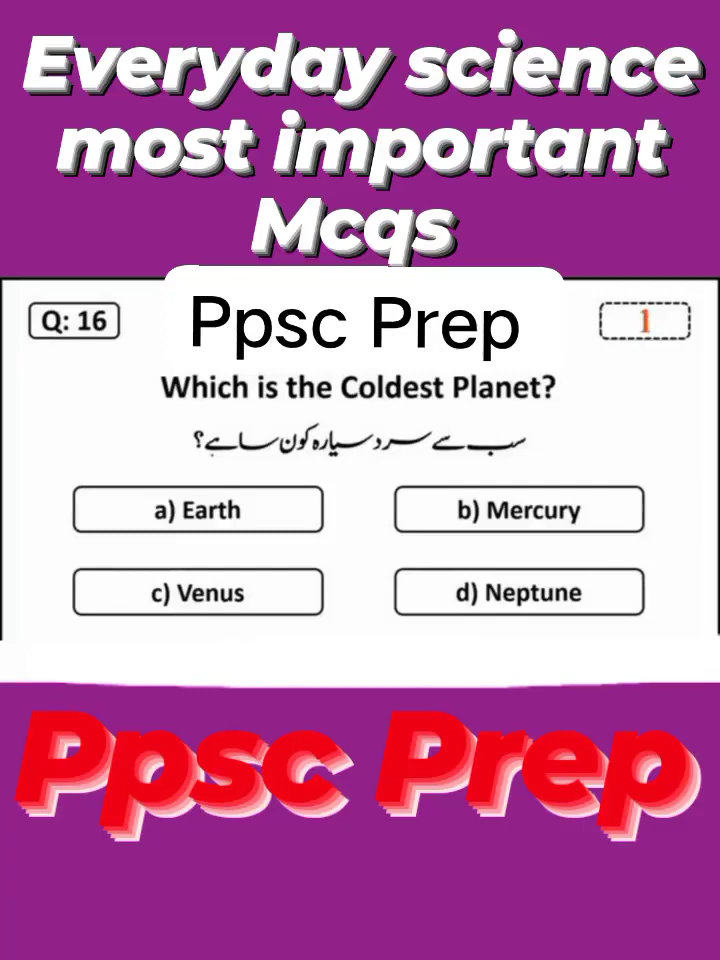 Everyday science
most important
Mcqs
Q: 16
Ppsc Prep
1
Which is the Coldest Planet?
سب سے سرد سیارہ کون سا ہے؟
a) Earth
b) Mercury
c) Venus
d) Neptune
Ppsc Prep